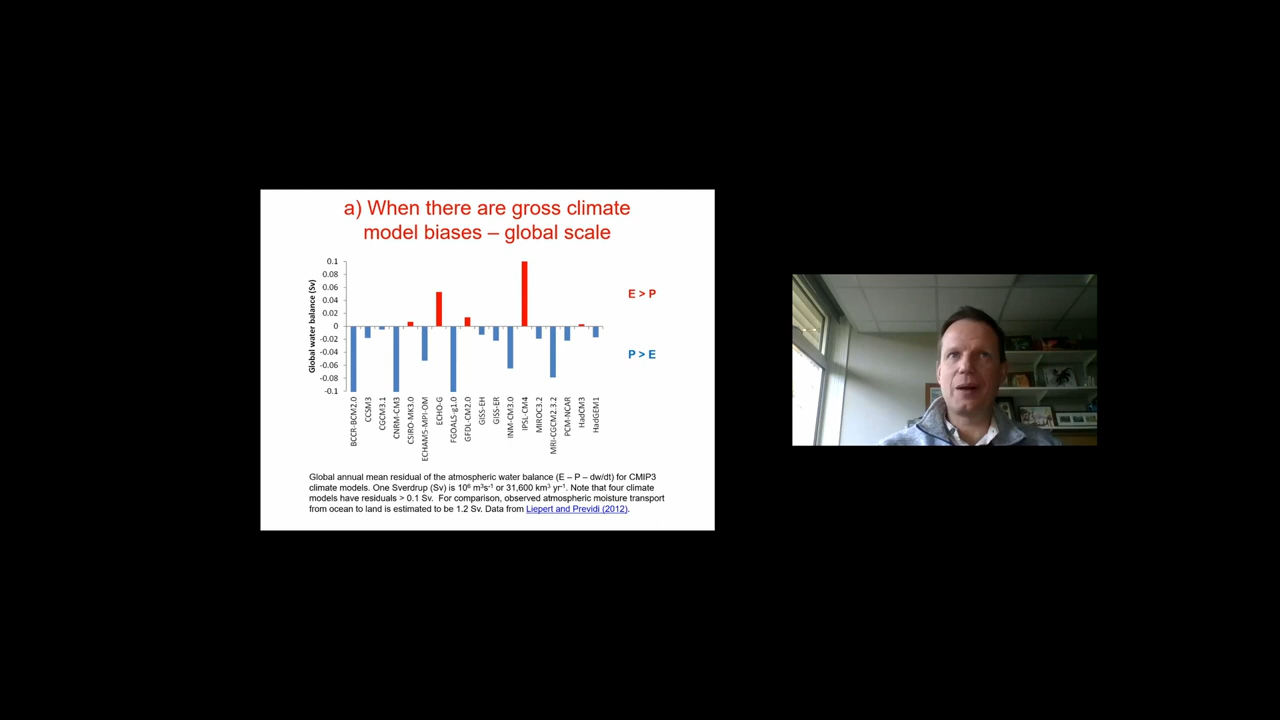 a) When there are gross climate
model biases – global scale
Global water balance (Sv)
0.1
0.08
0.06
0.04
0.02
0
-0.02
-0.04
-0.06
-0.08
-0.1
E > P
P > E
BCCR-BCM2.0
CCSM3
CGCM3.1
CNRM-CM3
CSIRO-MK3.0
ECHAM5-MPI-OM
ECHO-G
FGOALS-g1.0
GFDL-CM2.0
GISS-EH
GISS-ER
INM-CM3.0
IPSL-CM4
MIROC3.2
MRI-CGCM2.3.2
PCM-NCAR
HadCM3
HadGEM1
Global annual mean residual of the atmospheric water balance (E – P – dw/dt) for CMIP3
climate models. One Sverdrup (Sv) is 10⁶ m³s⁻¹ or 31,600 km³ yr⁻¹. Note that four climate
models have residuals > 0.1 Sv. For comparison, observed atmospheric moisture transport
from ocean to land is estimated to be 1.2 Sv. Data from Liepert and Previdi (2012).